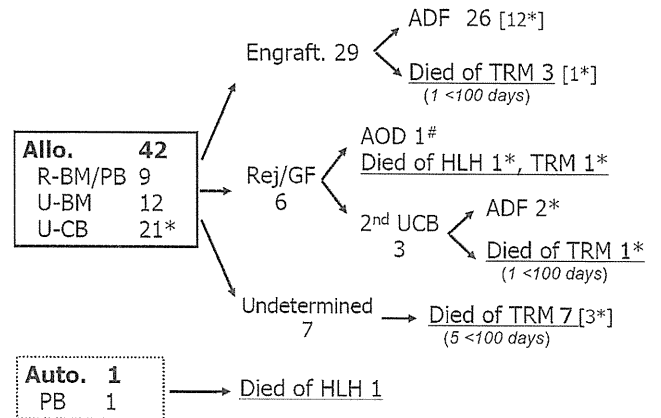 ADF 26 [12*]
Engraft. 29
Died of TRM 3 [1*]
(1 <100 days)
Allo. 42
R-BM/PB 9
U-BM 12
U-CB 21*
Rej/GF
6
AOD 1#
Died of HLH 1*, TRM 1*
2nd UCB
3
ADF 2*
Died of TRM 1*
(1 <100 days)
Undetermined
7
Died of TRM 7 [3*]
(5 <100 days)
Auto. 1
PB 1
Died of HLH 1